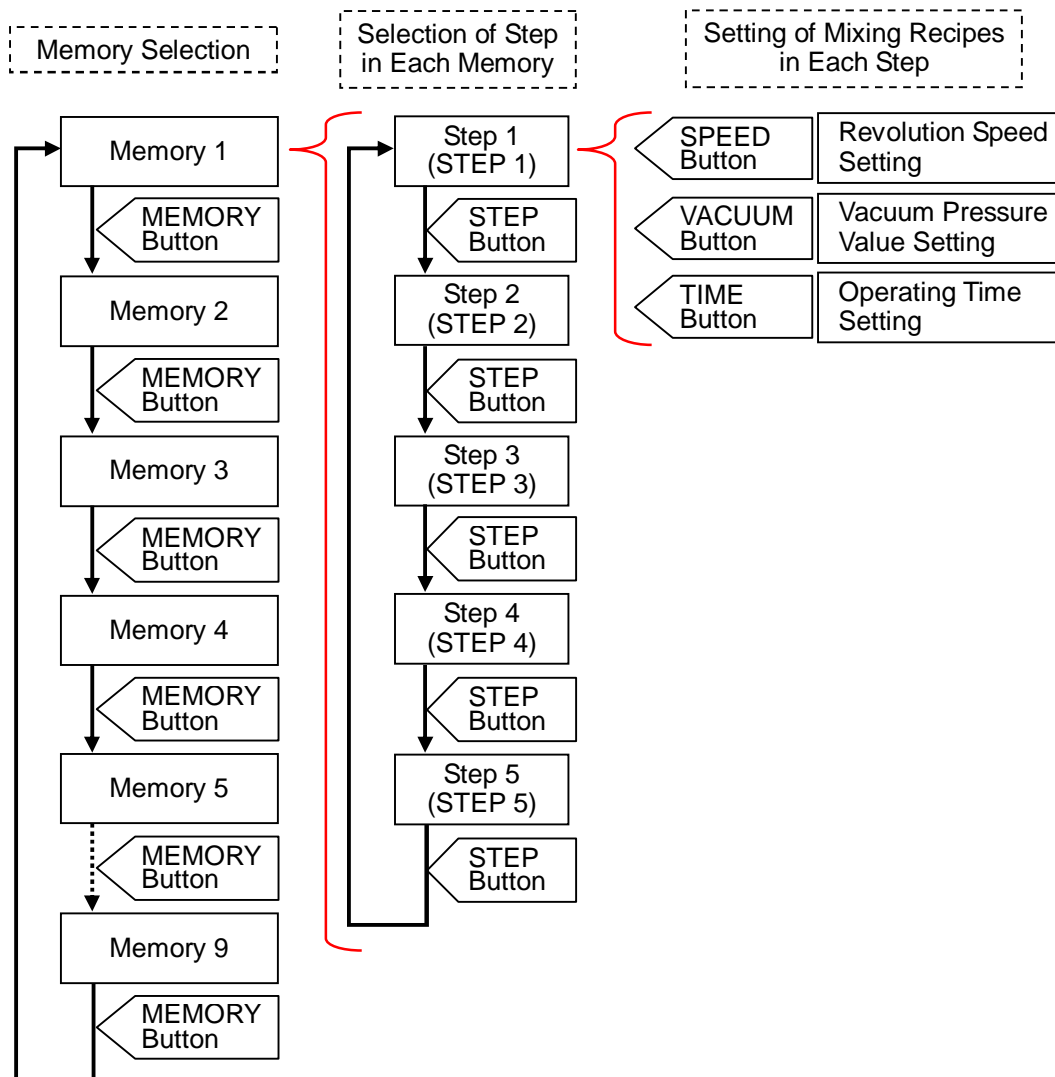 Memory Selection
Selection of Step
in Each Memory
Setting of Mixing Recipes
in Each Step
Memory 1
MEMORY
Button
Memory 2
MEMORY
Button
Memory 3
MEMORY
Button
Memory 4
MEMORY
Button
Memory 5
MEMORY
Button
Memory 9
MEMORY
Button
Step 1
(STEP 1)
STEP
Button
Step 2
(STEP 2)
STEP
Button
Step 3
(STEP 3)
STEP
Button
Step 4
(STEP 4)
STEP
Button
Step 5
(STEP 5)
STEP
Button
SPEED
Button
Revolution Speed
Setting
VACUUM
Button
Vacuum Pressure
Value Setting
TIME
Button
Operating Time
Setting